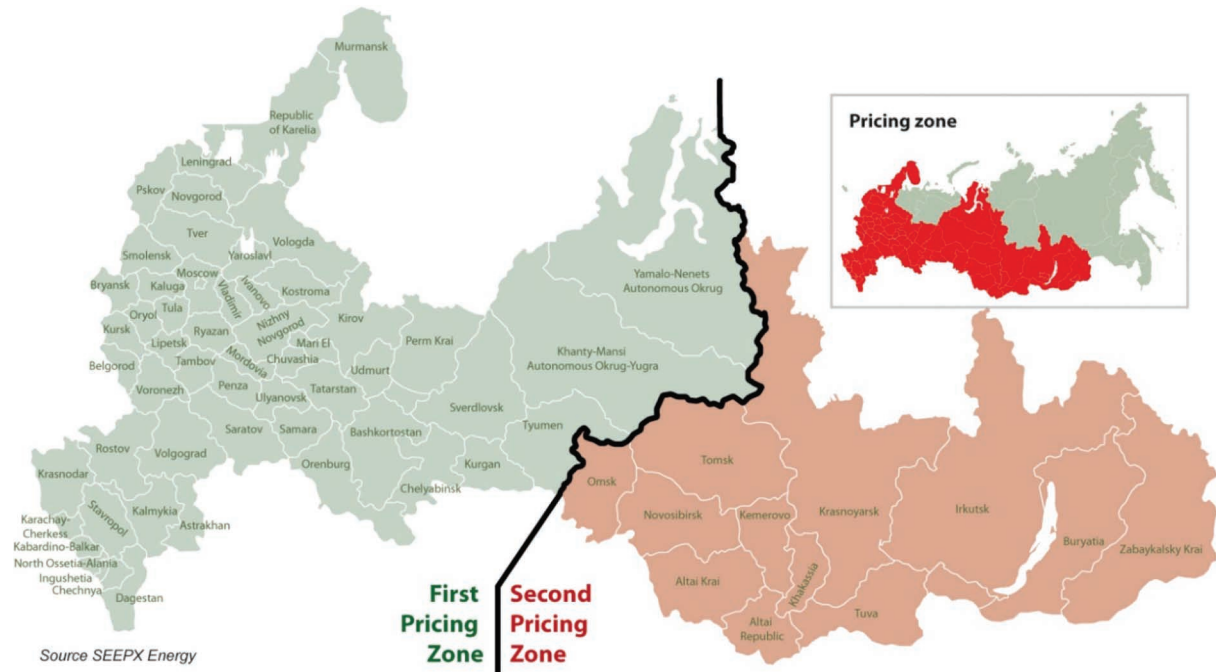 Murmansk
Republic
of Karelia
Leningrad
Pskov
Novgorod
Tver
Vologda
Yaroslavl
Smolensk
Moscow
Ivanovo
Bryansk
Kaluga
Vladimir
Kostroma
Oryol
Tula
Nizhny
Novgorod
Kirov
Kursk
Ryazan
Mari El
Lipetsk
Mordovia
Chuvashia
Belgorod
Tambov
Udmurt
Perm Krai
Voronezh
Penza
Tatarstan
Ulyanovsk
Saratov
Samara
Bashkortostan
Sverdlovsk
Tyumen
Yamalo-Nenets
Autonomous Okrug
Khanty-Mansi
Autonomous Okrug-Yugra
Rostov
Volgograd
Orenburg
Kurgan
Chelyabinsk
Krasnodar
Stavropol
Kalmykia
Astrakhan
Karachay-
Cherkess
Kabardino-Balkar
North Ossetia-Alania
Ingushetia
Chechnya
Dagestan
Omsk
Tomsk
Novosibirsk
Kemerovo
Krasnoyarsk
Irkutsk
Buryatia
Zabaykalsky Krai
Altai Krai
Khakassia
Altai
Republic
Tuva
Pricing zone
First
Pricing
Zone
Second
Pricing
Zone
Source SEEPX Energy